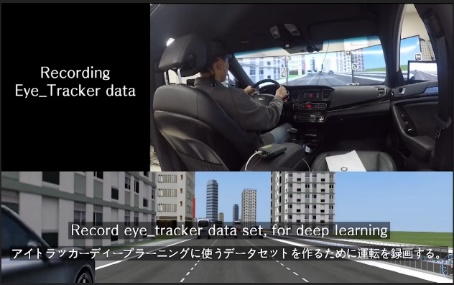 Recording
Eye_Tracker data
Record eye_tracker data set, for deep learning
アイトラッカーディープラーニングに使うデータセットを作るために運転を録画する。